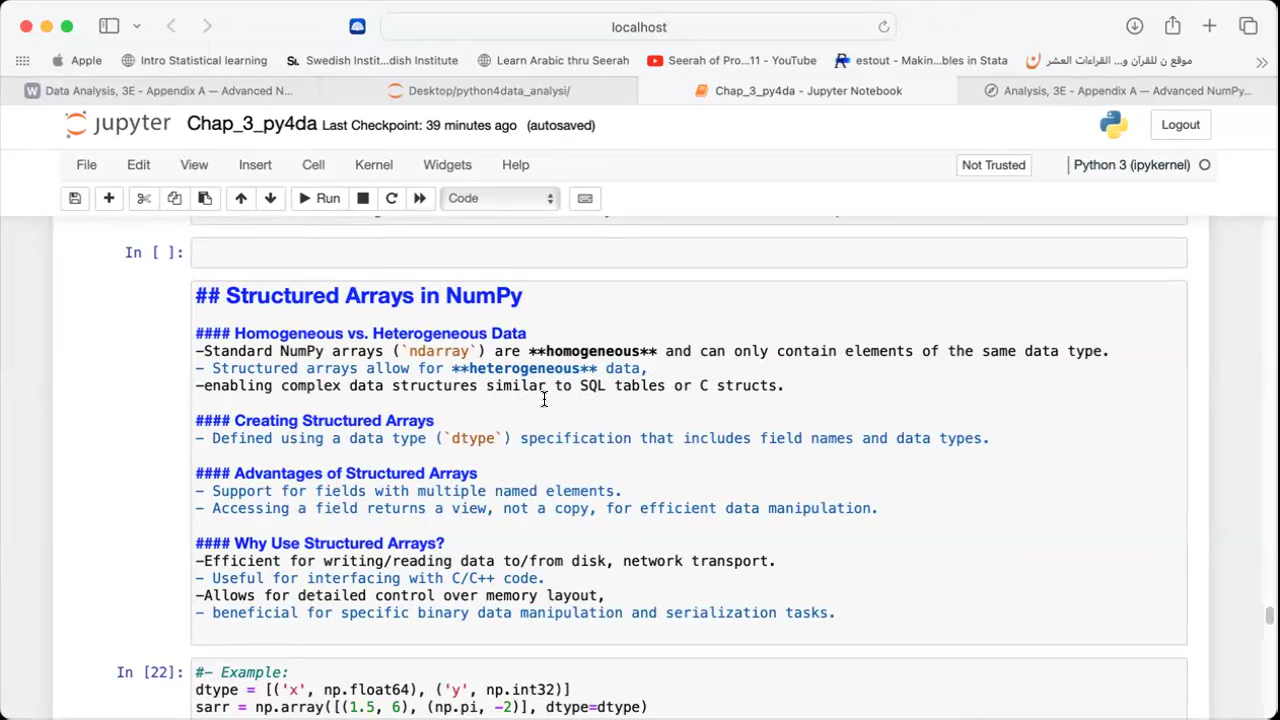 localhost
Apple
Intro Statistical learning
SL Swedish Instit...dish Institute
Learn Arabic thru Seerah
Seerah of Pro...11 - YouTube
estout - Makin...bles in Stata
موقع ن للقرآن و... القراءات العشر
W Data Analysis, 3E - Appendix A — Advanced N...
Desktop/python4data_analysi/
Chap_3_py4da - Jupyter Notebook
Analysis, 3E - Appendix A — Advanced NumPy...
jupyter Chap_3_py4da Last Checkpoint: 39 minutes ago (autosaved)
Logout
File Edit View Insert Cell Kernel Widgets Help
Not Trusted
Python 3 (ipykernel)
Run
Code
In [ ]:
## Structured Arrays in NumPy
#### Homogeneous vs. Heterogeneous Data
-Standard NumPy arrays (`ndarray`) are **homogeneous** and can only contain elements of the same data type.
- Structured arrays allow for **heterogeneous** data,
-enabling complex data structures similar to SQL tables or C structs.
#### Creating Structured Arrays
- Defined using a data type (`dtype`) specification that includes field names and data types.
#### Advantages of Structured Arrays
- Support for fields with multiple named elements.
- Accessing a field returns a view, not a copy, for efficient data manipulation.
#### Why Use Structured Arrays?
-Efficient for writing/reading data to/from disk, network transport.
- Useful for interfacing with C/C++ code.
-Allows for detailed control over memory layout,
- beneficial for specific binary data manipulation and serialization tasks.
In [22]: #- Example:
dtype = [('x', np.float64), ('y', np.int32)]
sarr = np.array([(1.5, 6), (np.pi, -2)], dtype=dtype)